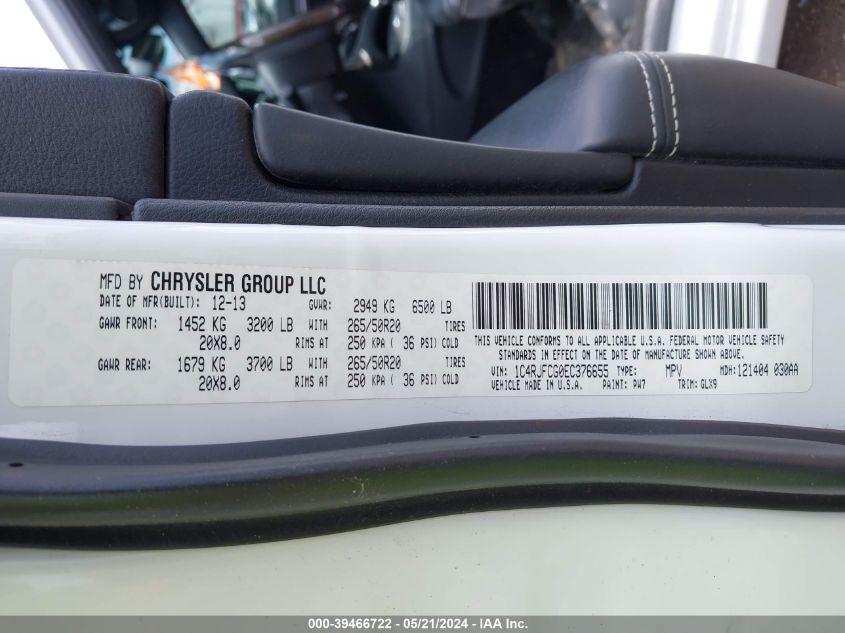 MFD BY CHRYSLER GROUP LLC
DATE OF MFR(BUILT): 12-13 GVWR: 2949 KG 6500 LB
GAWR FRONT: 1452 KG 3200 LB WITH 265/50R20 TIRES
20X8.0 RIMS AT 250 KPA ( 36 PSI) COLD
GAWR REAR: 1679 KG 3700 LB WITH 265/50R20 TIRES
20X8.0 RIMS AT 250 KPA ( 36 PSI) COLD
THIS VEHICLE CONFORMS TO ALL APPLICABLE U.S.A. FEDERAL MOTOR VEHICLE SAFETY
STANDARDS IN EFFECT ON THE DATE OF MANUFACTURE SHOWN ABOVE.
VIN: 1C4RJFCG0EC376655 TYPE: MPV MDH:121404 030AA
VEHICLE MADE IN U.S.A. PAINT: PW7 TRIM: GLX9
000-39466722 - 05/21/2024 - IAA Inc.